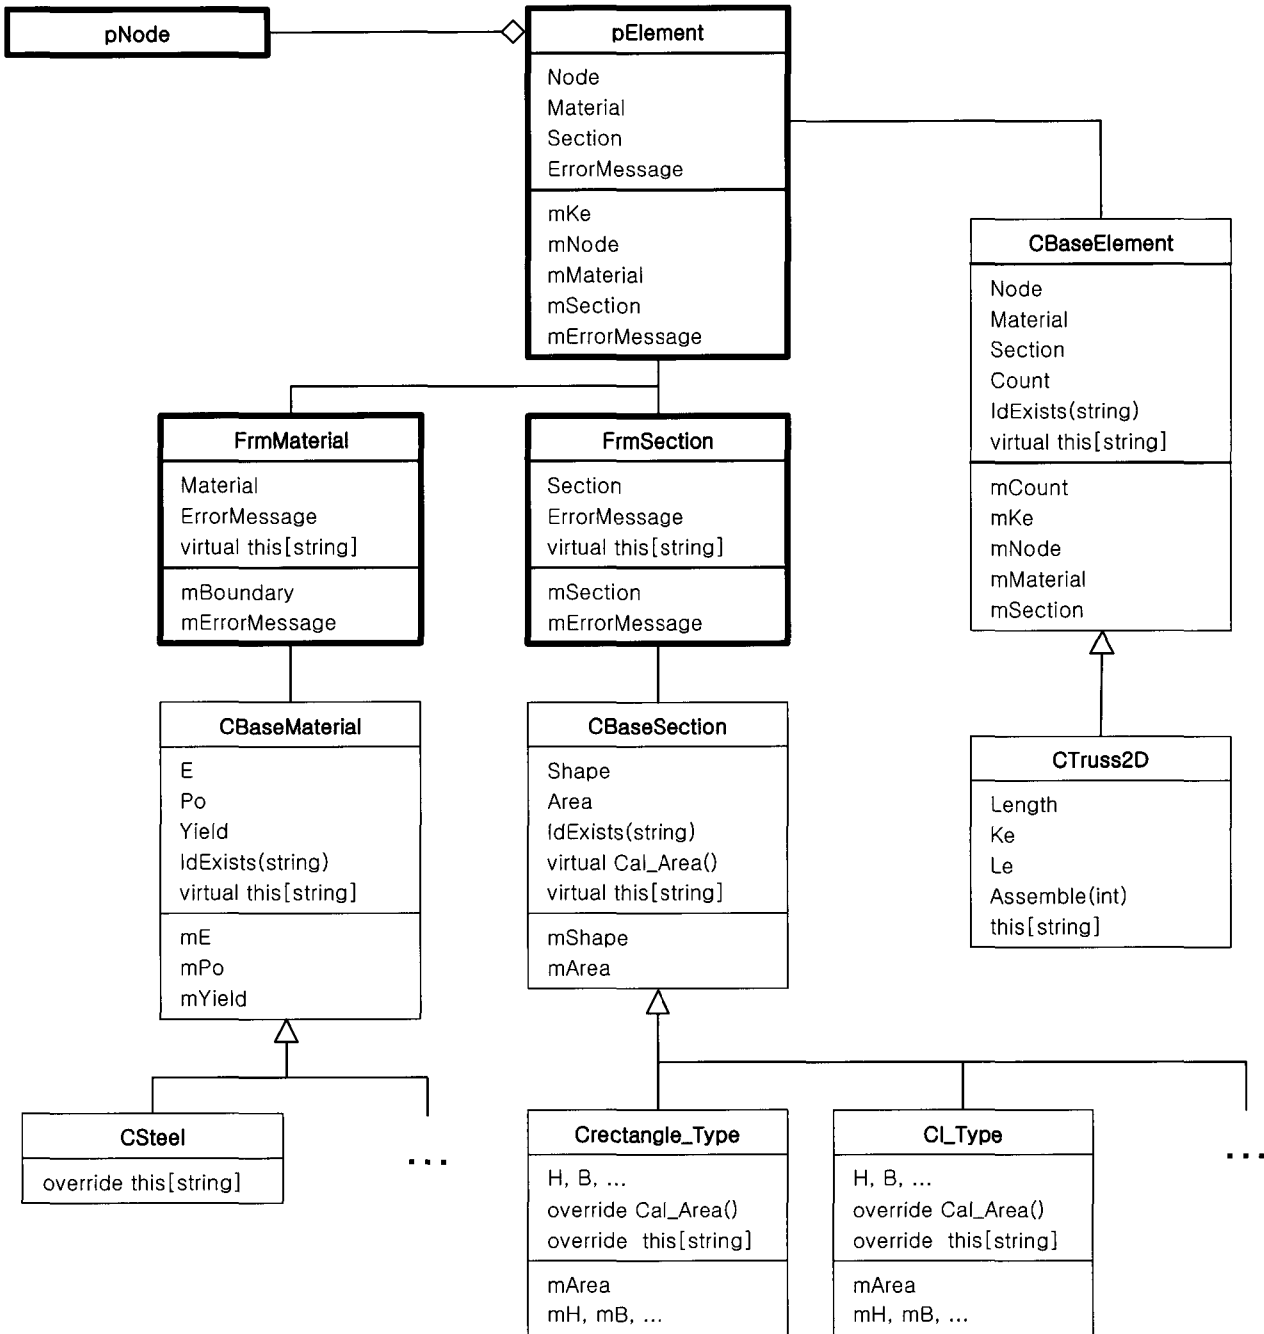 pNode
pElement
Node
Material
Section
ErrorMessage
mKe
mNode
mMaterial
mSection
mErrorMessage
CBaseElement
Node
Material
Section
Count
IdExists(string)
virtual this[string]
mCount
mKe
mNode
mMaterial
mSection
FrmMaterial
Material
ErrorMessage
virtual this[string]
mBoundary
mErrorMessage
FrmSection
Section
ErrorMessage
virtual this[string]
mSection
mErrorMessage
CBaseMaterial
E
Po
Yield
IdExists(string)
virtual this[string]
mE
mPo
mYield
CBaseSection
Shape
Area
IdExists(string)
virtual Cal_Area()
virtual this[string]
mShape
mArea
CTruss2D
Length
Ke
Le
Assemble(int)
this[string]
CSteel
override this[string]
...
Crectangle_Type
H, B, ...
override Cal_Area()
override this[string]
mArea
mH, mB, ...
CI_Type
H, B, ...
override Cal_Area()
override this[string]
mArea
mH, mB, ...
...